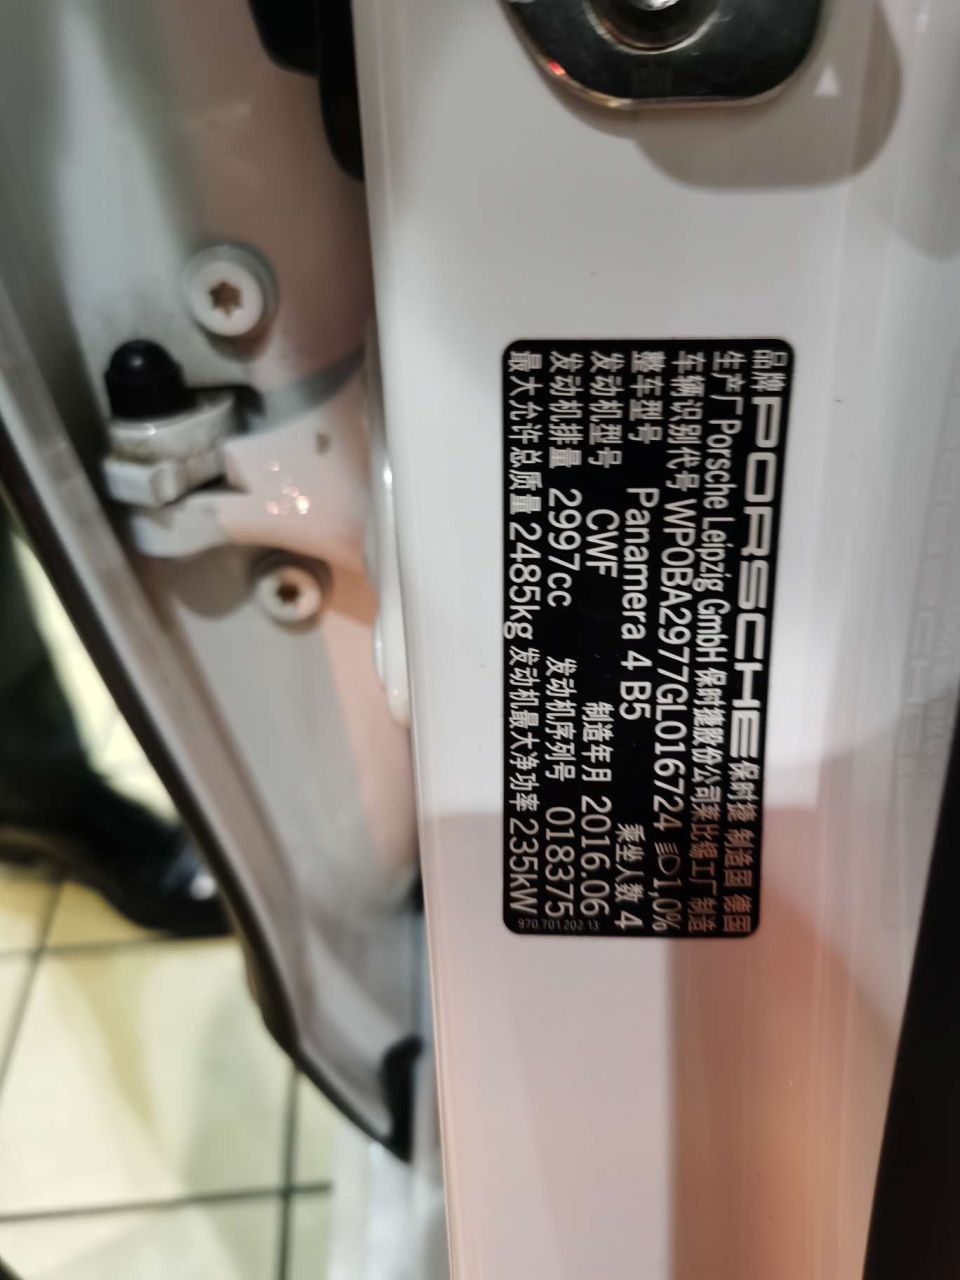 品牌 PORSCHE 保时捷 制造国 德国
生产厂 Porsche Leipzig GmbH 保时捷股份公司莱比锡工厂制造
车辆识别代号 WP0BA2977GL016724 1,0%
整车型号 Panamera 4 B5 乘坐人数 4
发动机型号 CWF 制造年月 2016.06
发动机排量 2997cc 发动机序列号 018375
最大允许总质量 2485kg 发动机最大净功率 235kW
970.701.202.13